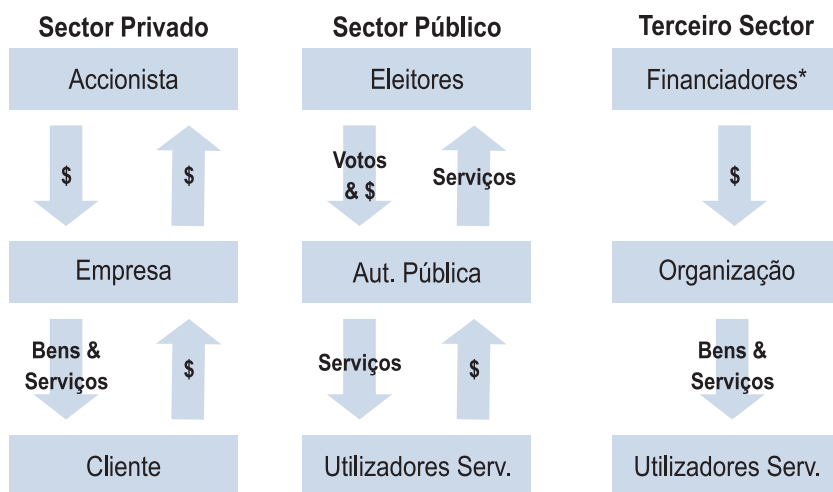 Sector Privado
Accionista
$
$
Empresa
Bens &
Serviços
$
Cliente
Sector Público
Eleitores
Votos
& $
Serviços
Aut. Pública
Serviços
$
Utilizadores Serv.
Terceiro Sector
Financiadores*
$
Organização
Bens &
Serviços
Utilizadores Serv.